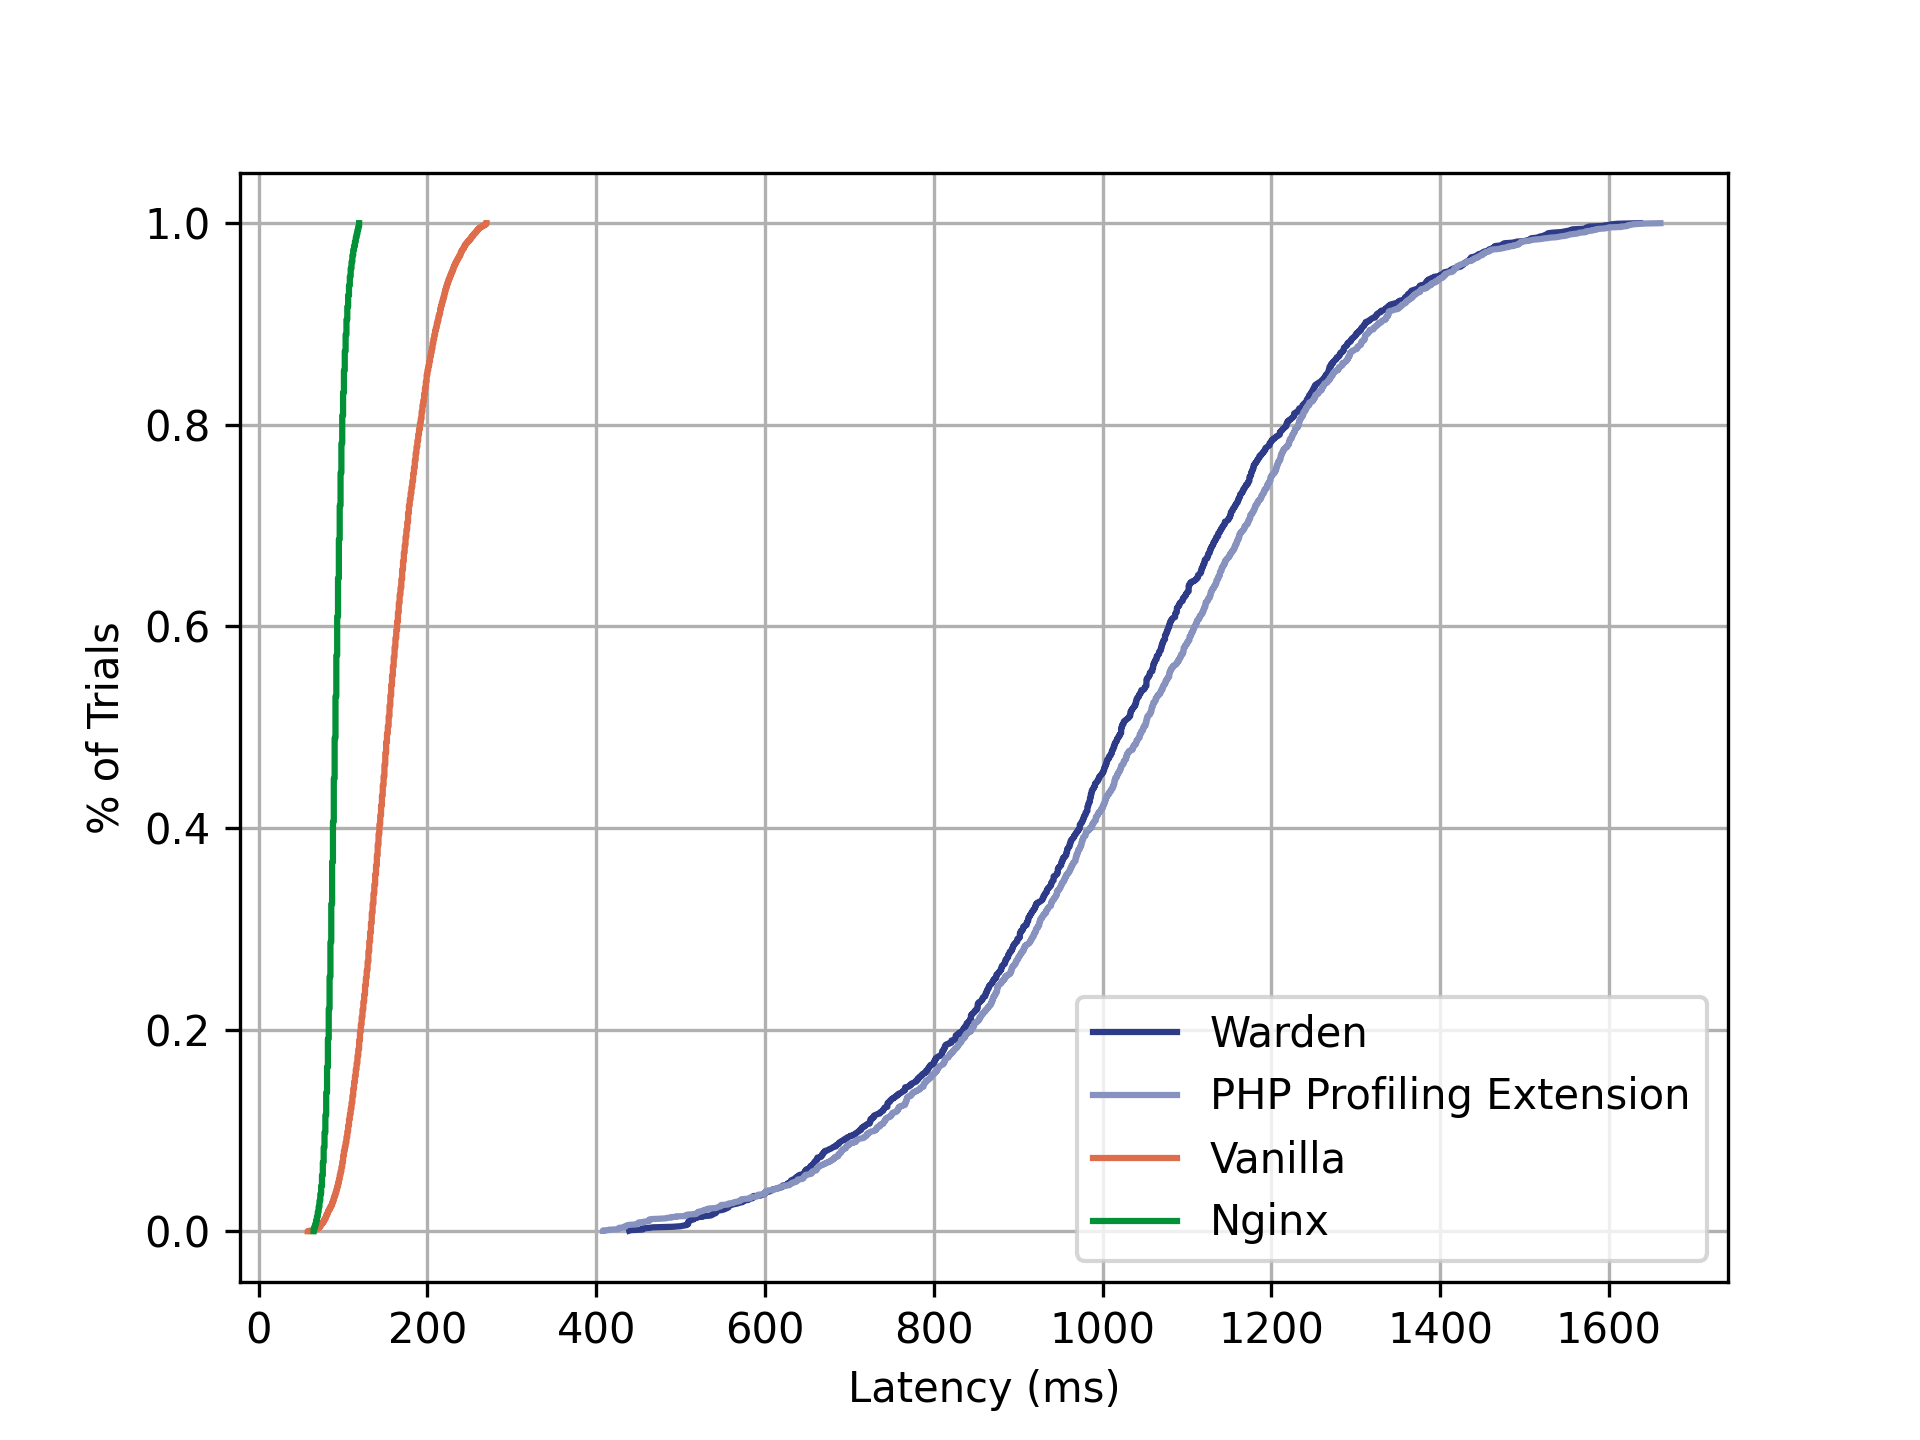 1.0
0.8
0.6
0.4
0.2
0.0
% of Trials
0 200 400 600 800 1000 1200 1400 1600
Latency (ms)
Warden
PHP Profiling Extension
Vanilla
Nginx